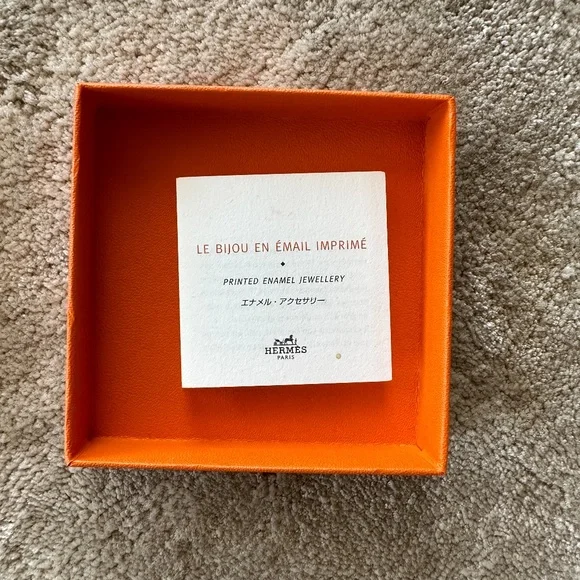 LE BIJOU EN ÉMAIL IMPRIMÉ
PRINTED ENAMEL JEWELLERY
エナメル・アクセサリー
HERMÈS
PARIS